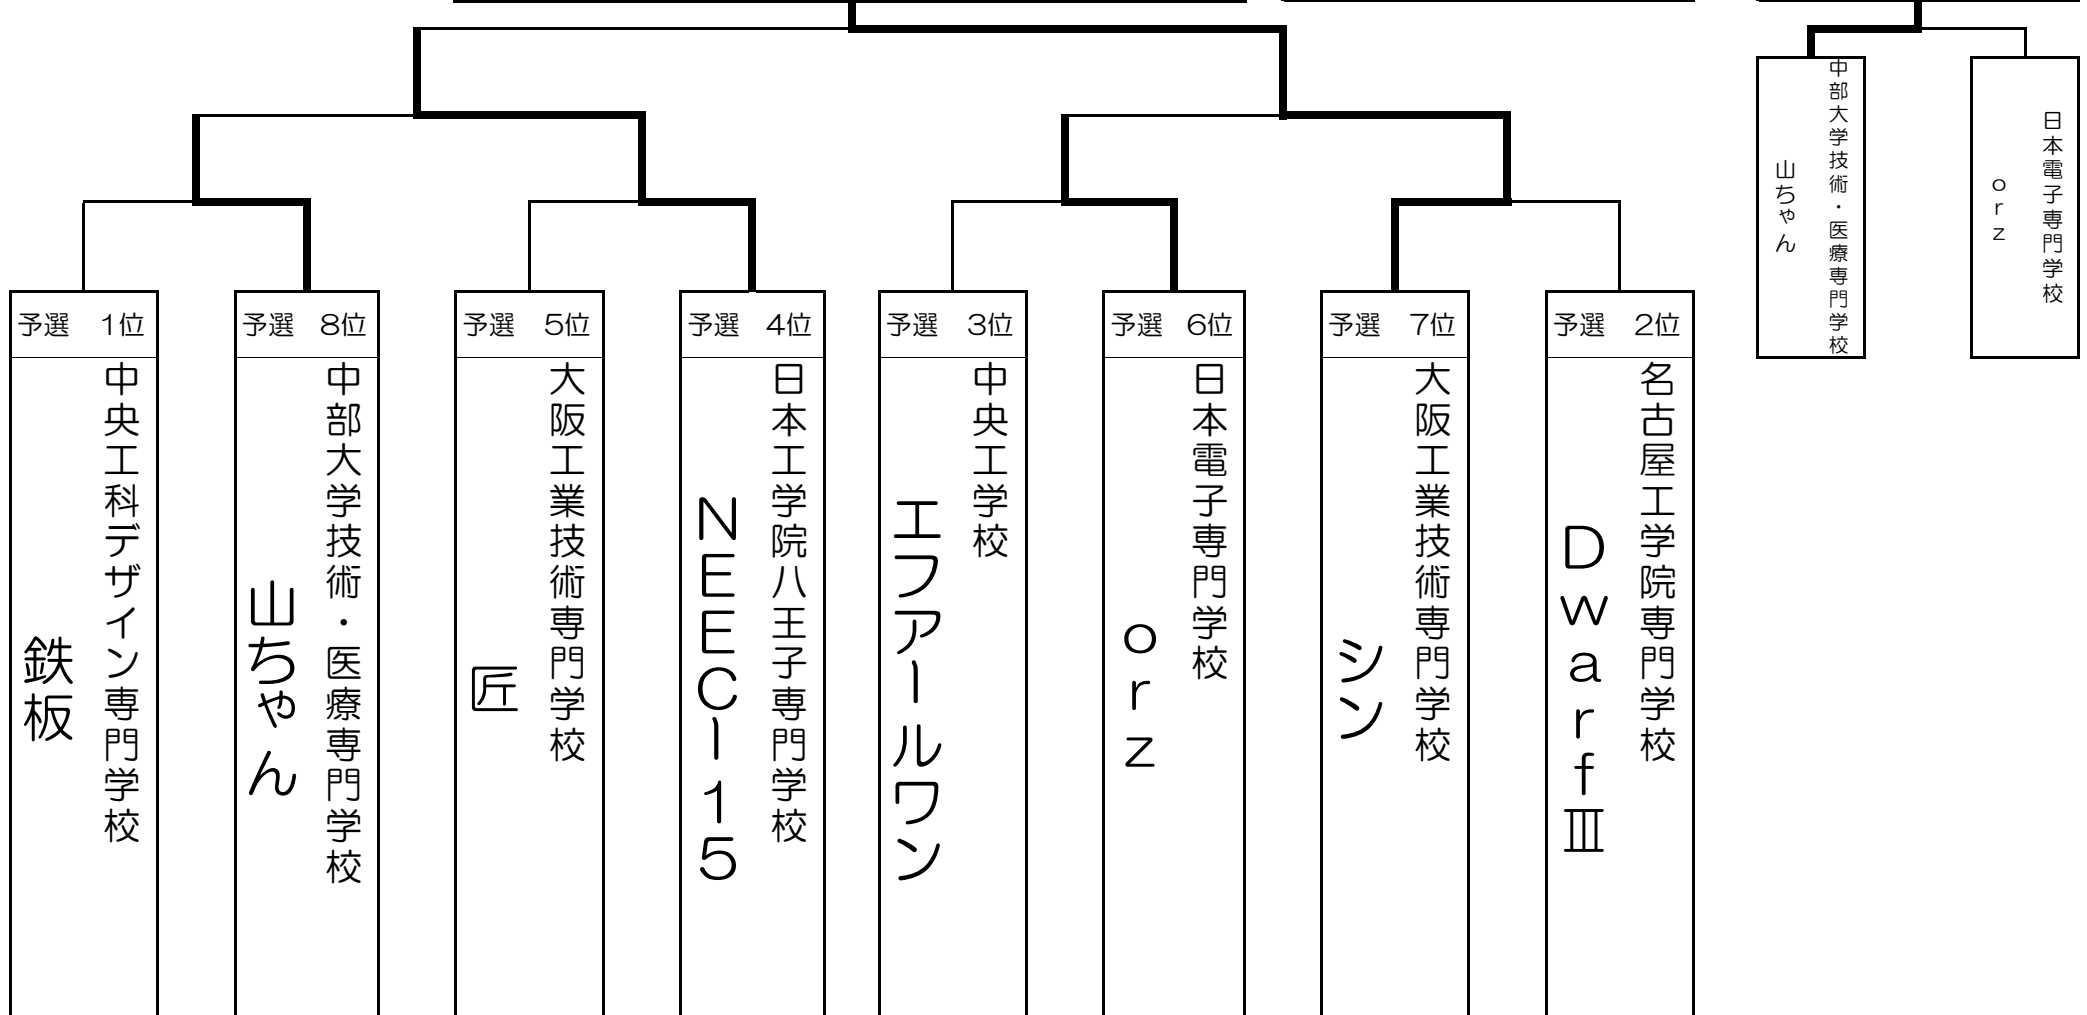 予選 1位
中央工科デザイン専門学校
鉄板
予選 8位
中部大学技術・医療専門学校
山ちゃん
予選 5位
大阪工業技術専門学校
匠
予選 4位
日本工学院八王子専門学校
NEECー15
予選 3位
中央工学校
エフアールワン
予選 6位
日本電子専門学校
orz
予選 7位
大阪工業技術専門学校
シン
予選 2位
名古屋工学院専門学校
DwarfⅢ
中部大学技術・医療専門学校
山ちゃん
日本電子専門学校
orz